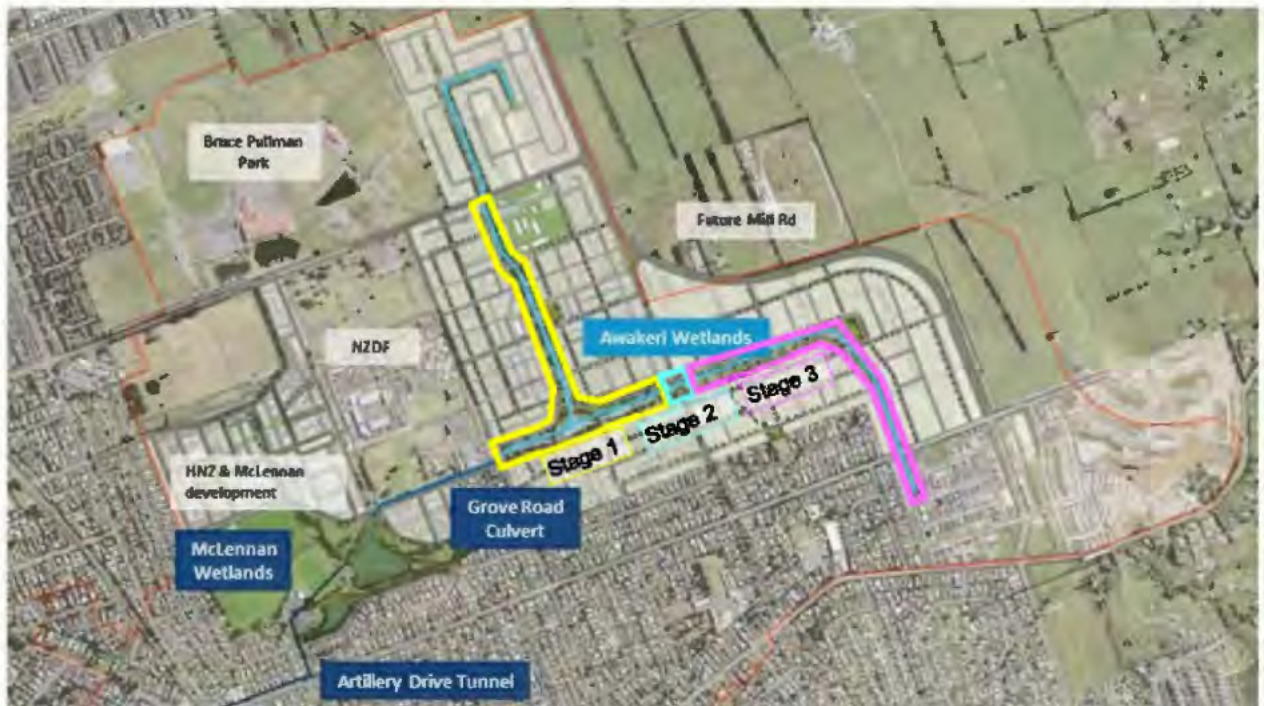 Bruce Pullman
Park
Future Mill Rd
NZDF
Awakeri Wetlands
Stage 3
Stage 2
Stage 1
HNZ & McLennan
development
Grove Road
Culvert
McLennan
Wetlands
Artillery Drive Tunnel